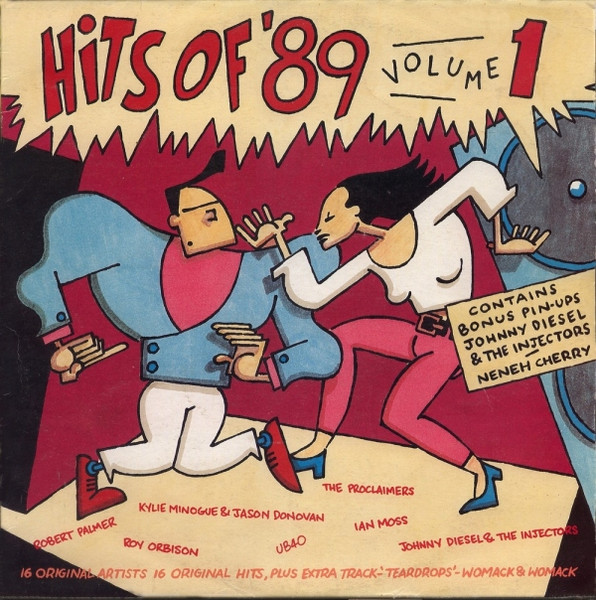 HITS OF '89 VOLUME 1
CONTAINS
BONUS PIN-UPS
JOHNNY DIESEL
& THE INJECTORS
NENEH CHERRY
THE PROCLAIMERS
KYLIE MINOGUE & JASON DONOVAN
IAN MOSS
ROBERT PALMER
ROY ORBISON
UB40
JOHNNY DIESEL & THE INJECTORS
16 ORIGINAL ARTISTS 16 ORIGINAL HITS, PLUS EXTRA TRACK-'TEARDROPS'-WOMACK & WOMACK